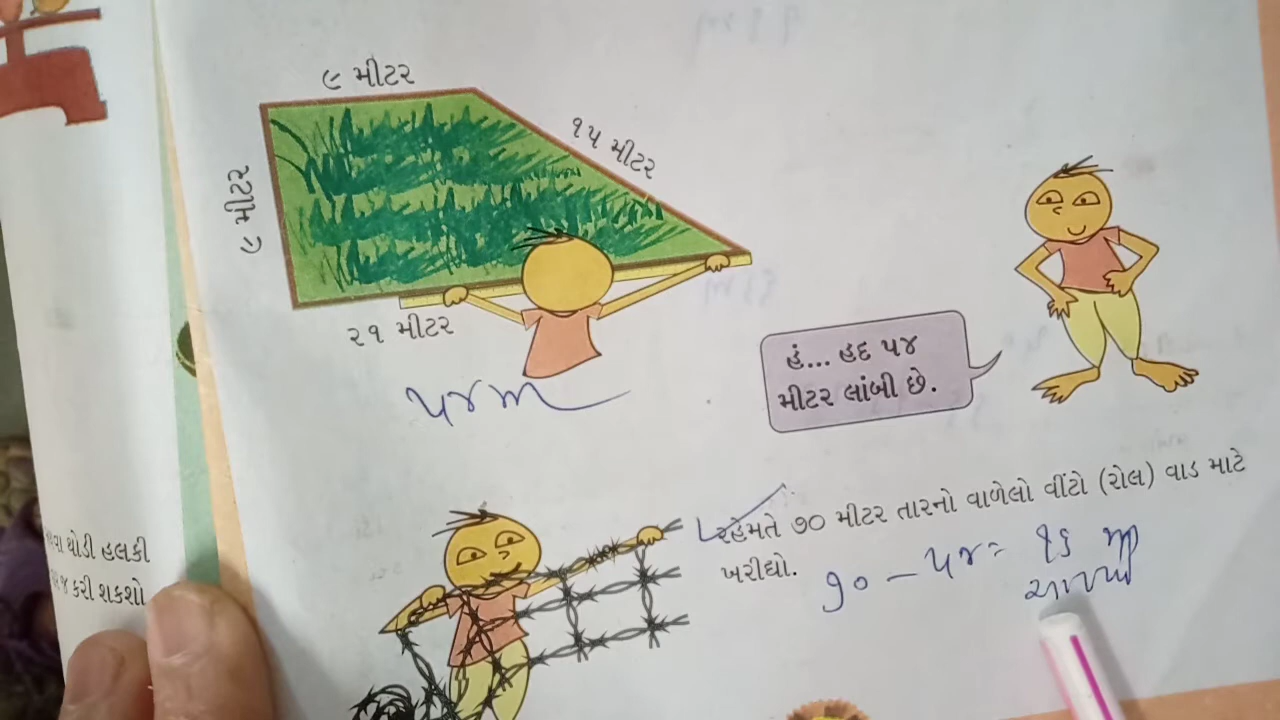 ૯ મીટર
૧૫ મીટર
૯ મીટર
૨૧ મીટર
૫૪ મ
હં... હદ ૫૪
મીટર લાંબી છે.
રહેમતે ૭૦ મીટર તારનો વાળેલો વીંટો (રોલ) વાડ માટે
ખરીદ્યો.
૭૦ – ૫૪ = ૧૬ મી
થોડી હલકી
કરી શકશો